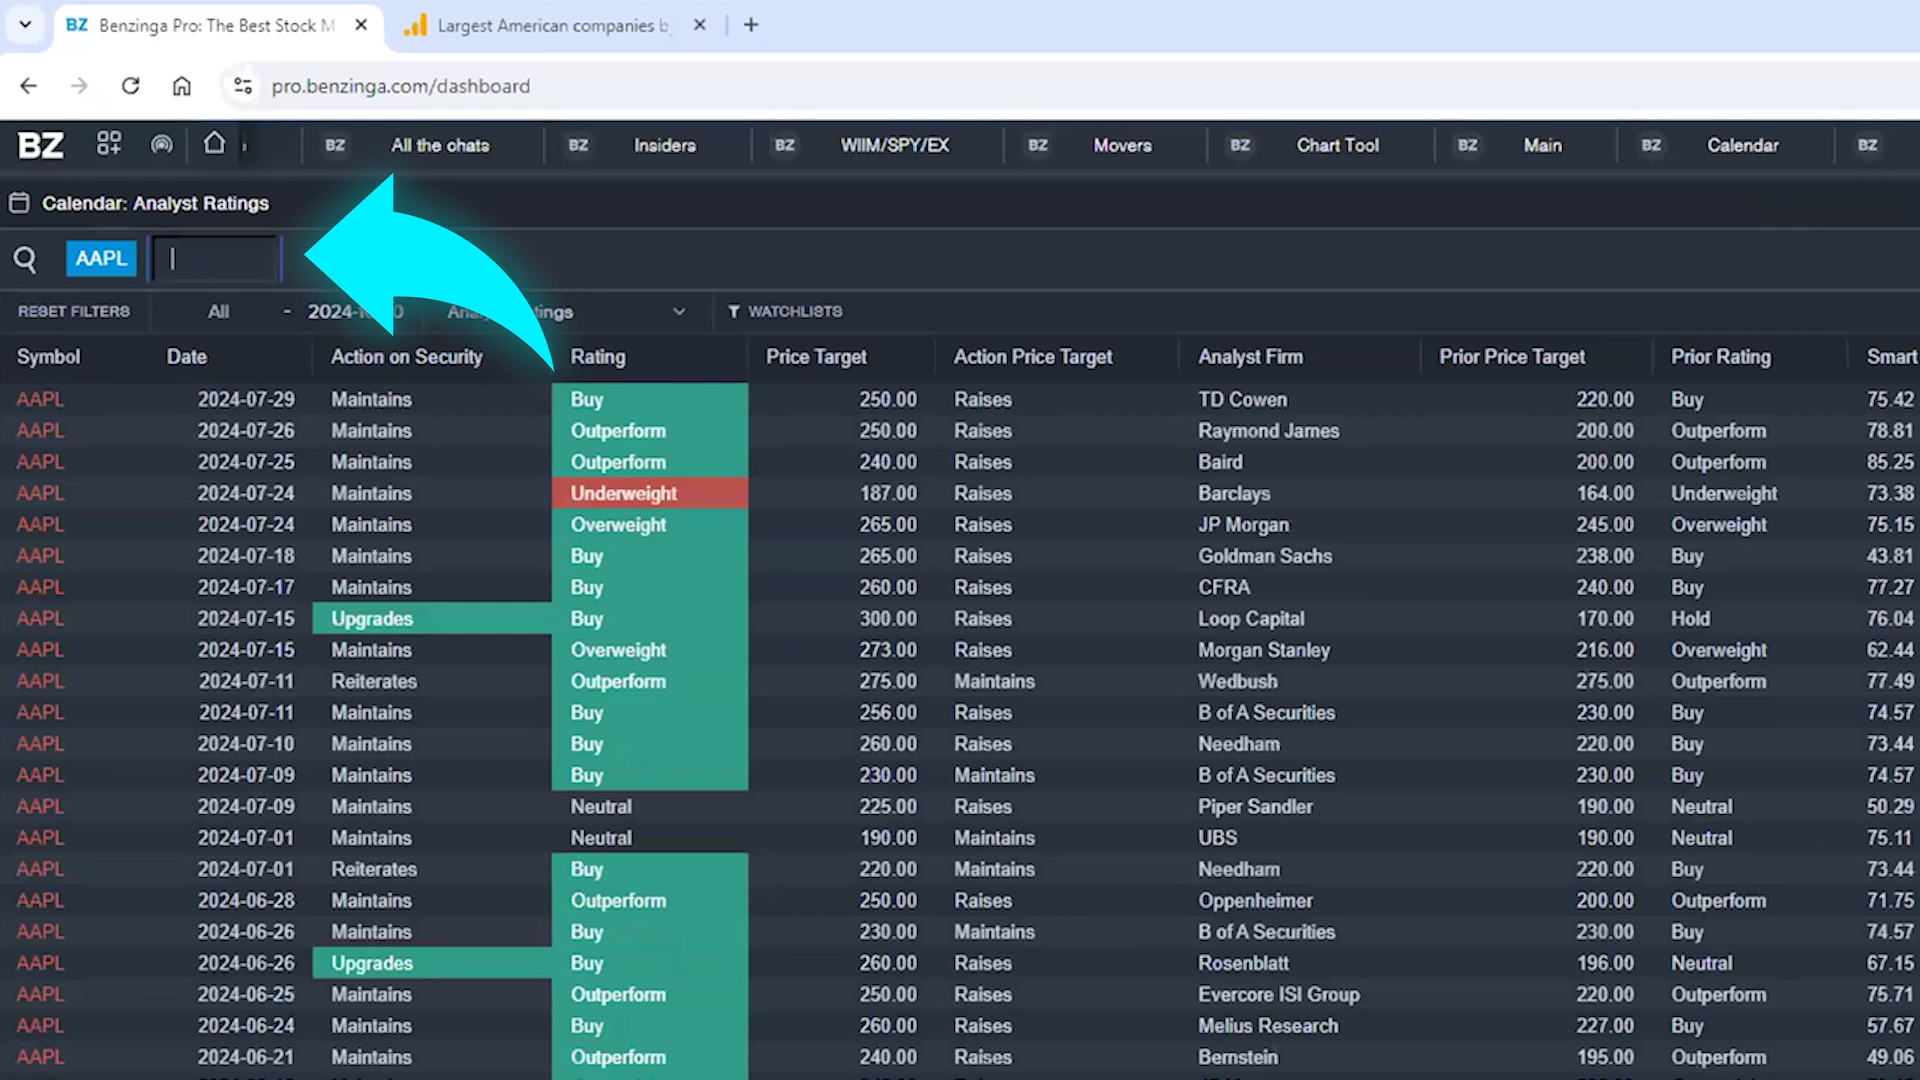 BZ Benzinga Pro: The Best Stock M
Largest American companies b
pro.benzinga.com/dashboard
BZ BZ All the chats BZ Insiders BZ WIIM/SPY/EX BZ Movers BZ Chart Tool BZ Main BZ Calendar BZ
Calendar: Analyst Ratings
AAPL
RESET FILTERS All - WATCHLISTS
Symbol Date Action on Security Rating Price Target Action Price Target Analyst Firm Prior Price Target Prior Rating Smart
AAPL 2024-07-29 Maintains Buy 250.00 Raises TD Cowen 220.00 Buy 75.42
AAPL 2024-07-26 Maintains Outperform 250.00 Raises Raymond James 200.00 Outperform 78.81
AAPL 2024-07-25 Maintains Outperform 240.00 Raises Baird 200.00 Outperform 85.25
AAPL 2024-07-24 Maintains Underweight 187.00 Raises Barclays 164.00 Underweight 73.38
AAPL 2024-07-24 Maintains Overweight 265.00 Raises JP Morgan 245.00 Overweight 75.15
AAPL 2024-07-18 Maintains Buy 265.00 Raises Goldman Sachs 238.00 Buy 43.81
AAPL 2024-07-17 Maintains Buy 260.00 Raises CFRA 240.00 Buy 77.27
AAPL 2024-07-15 Upgrades Buy 300.00 Raises Loop Capital 170.00 Hold 76.04
AAPL 2024-07-15 Maintains Overweight 273.00 Raises Morgan Stanley 216.00 Overweight 62.44
AAPL 2024-07-11 Reiterates Outperform 275.00 Maintains Wedbush 275.00 Outperform 77.49
AAPL 2024-07-11 Maintains Buy 256.00 Raises B of A Securities 230.00 Buy 74.57
AAPL 2024-07-10 Maintains Buy 260.00 Raises Needham 220.00 Buy 73.44
AAPL 2024-07-09 Maintains Buy 230.00 Maintains B of A Securities 230.00 Buy 74.57
AAPL 2024-07-09 Maintains Neutral 225.00 Raises Piper Sandler 190.00 Neutral 50.29
AAPL 2024-07-01 Maintains Neutral 190.00 Maintains UBS 190.00 Neutral 75.11
AAPL 2024-07-01 Reiterates Buy 220.00 Maintains Needham 220.00 Buy 73.44
AAPL 2024-06-28 Maintains Outperform 250.00 Raises Oppenheimer 200.00 Outperform 71.75
AAPL 2024-06-26 Maintains Buy 230.00 Maintains B of A Securities 230.00 Buy 74.57
AAPL 2024-06-26 Upgrades Buy 260.00 Raises Rosenblatt 196.00 Neutral 67.15
AAPL 2024-06-25 Maintains Outperform 250.00 Raises Evercore ISI Group 220.00 Outperform 75.71
AAPL 2024-06-24 Maintains Buy 260.00 Raises Melius Research 227.00 Buy 57.67
AAPL 2024-06-21 Maintains Outperform 240.00 Raises Bernstein 195.00 Outperform 49.06